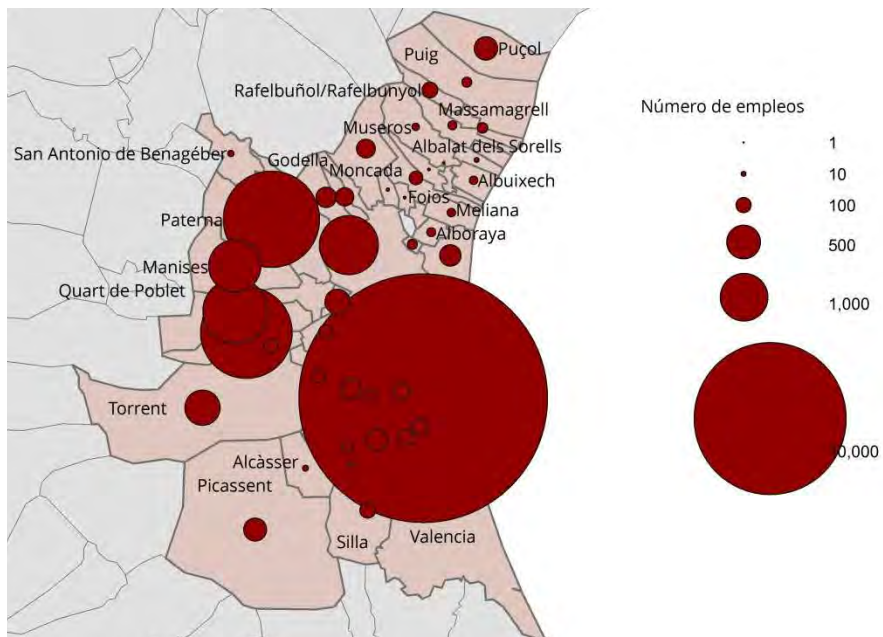 Puçol
Puig
Rafelbuñol/Rafelbunyol
Massamagrell
Museros
Albalat dels Sorells
San Antonio de Benagéber
Godella
Moncada
Albuixech
Foios
Meliana
Paterna
Alboraya
Manises
Quart de Poblet
Torrent
Alcàsser
Picassent
Silla
Valencia
Número de empleos
1
10
100
500
1,000
10,000